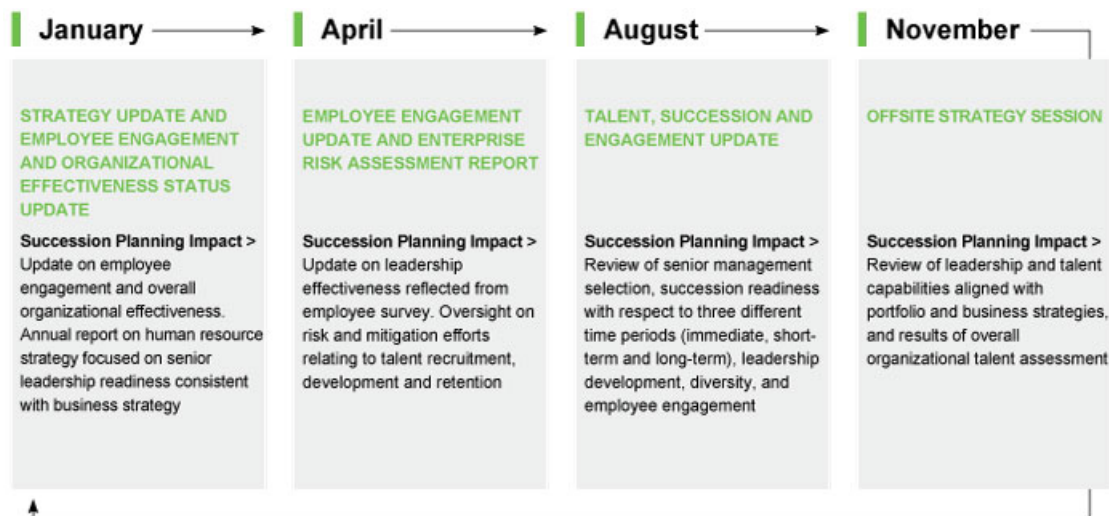 January
STRATEGY UPDATE AND
EMPLOYEE ENGAGEMENT
AND ORGANIZATIONAL
EFFECTIVENESS STATUS
UPDATE
Succession Planning Impact >
Update on employee
engagement and overall
organizational effectiveness.
Annual report on human resource
strategy focused on senior
leadership readiness consistent
with business strategy
April
EMPLOYEE ENGAGEMENT
UPDATE AND ENTERPRISE
RISK ASSESSMENT REPORT
Succession Planning Impact >
Update on leadership
effectiveness reflected from
employee survey. Oversight on
risk and mitigation efforts
relating to talent recruitment,
development and retention
August
TALENT, SUCCESSION AND
ENGAGEMENT UPDATE
Succession Planning Impact >
Review of senior management
selection, succession readiness
with respect to three different
time periods (immediate, short-
term and long-term), leadership
development, diversity, and
employee engagement
November
OFFSITE STRATEGY SESSION
Succession Planning Impact >
Review of leadership and talent
capabilities aligned with
portfolio and business strategies,
and results of overall
organizational talent assessment